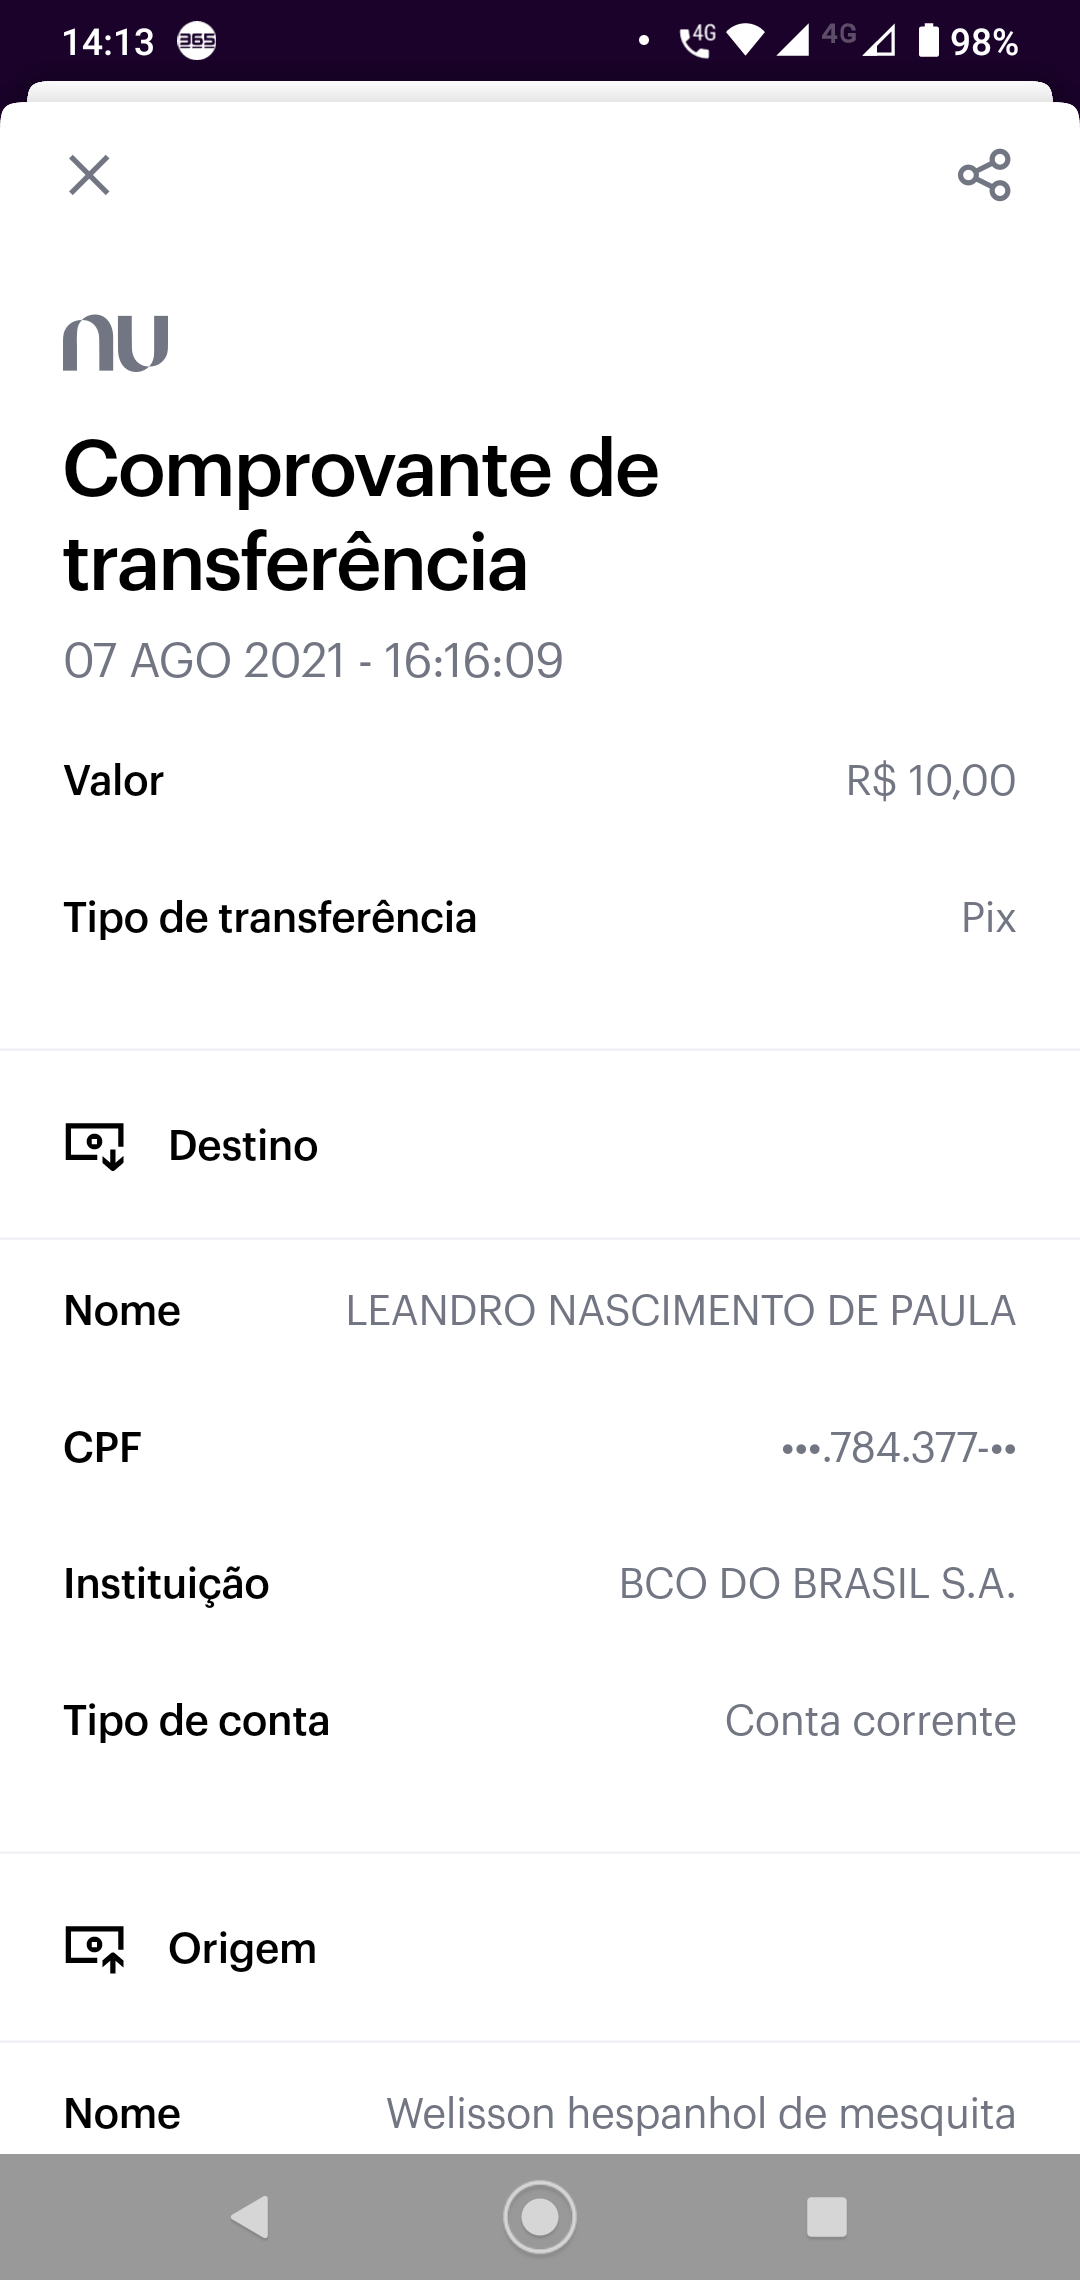 14:13 365 4G 4G 98%
nu
Comprovante de
transferência
07 AGO 2021 - 16:16:09
Valor R$ 10,00
Tipo de transferência Pix
Destino
Nome LEANDRO NASCIMENTO DE PAULA
CPF •••.784.377-••
Instituição BCO DO BRASIL S.A.
Tipo de conta Conta corrente
Origem
Nome Welisson hespanhol de mesquita